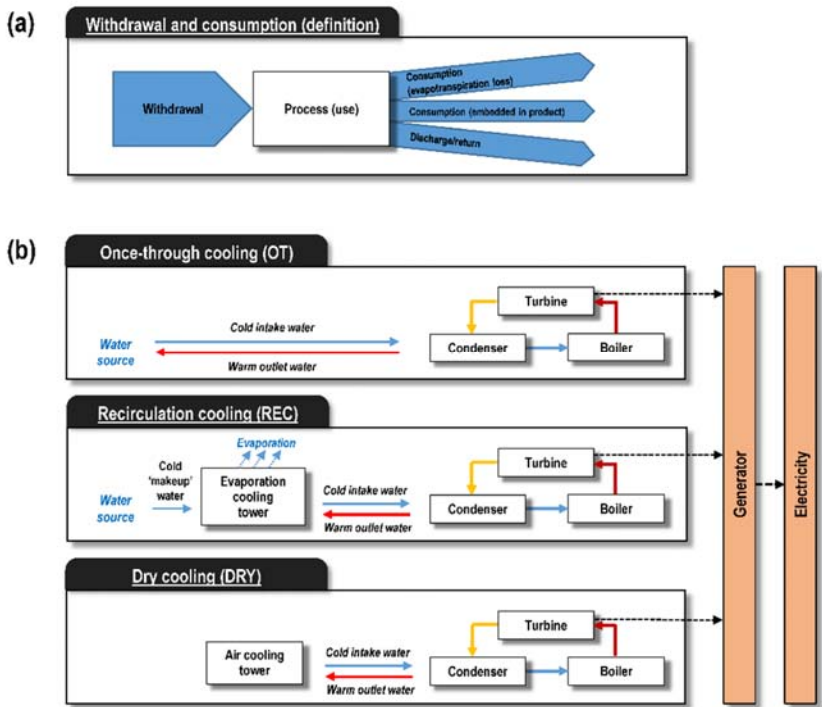 (a)
Withdrawal and consumption (definition)
Withdrawal
Process (use)
Consumption
(evapotranspiration loss)
Consumption (embedded in product)
Discharge/return
(b)
Once-through cooling (OT)
Water
source
Cold intake water
Warm outlet water
Turbine
Condenser
Boiler
Recirculation cooling (REC)
Evaporation
Cold
‘makeup’
water
Water
source
Evaporation
cooling
tower
Cold intake water
Warm outlet water
Turbine
Condenser
Boiler
Dry cooling (DRY)
Air cooling
tower
Cold intake water
Warm outlet water
Turbine
Condenser
Boiler
Generator
Electricity